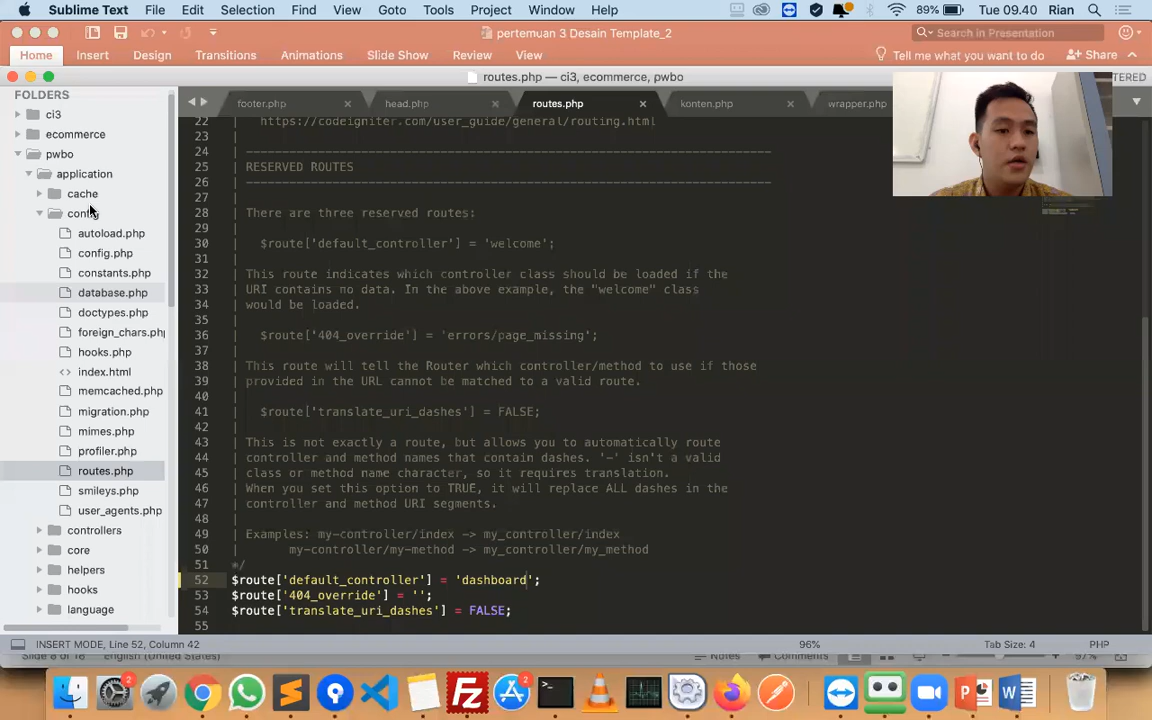 Sublime Text File Edit Selection Find View Goto Tools Project Window Help 89% Tue 09.40 Rian
pertemuan 3 Desain Template_2
Search in Presentation
Home Insert Design Transitions Animations Slide Show Review View Tell me what you want to do Share
routes.php — ci3, ecommerce, pwbo
TERED
FOLDERS
ci3
ecommerce
pwbo
application
cache
config
autoload.php
config.php
constants.php
database.php
doctypes.php
foreign_chars.php
hooks.php
index.html
memcached.php
migration.php
mimes.php
profiler.php
routes.php
smileys.php
user_agents.php
controllers
core
helpers
hooks
language
footer.php head.php routes.php konten.php wrapper.php
22 | https://codeigniter.com/user_guide/general/routing.html
23 |
24 | -------------------------------------------------------------------------
25 | RESERVED ROUTES
26 | -------------------------------------------------------------------------
27 |
28 | There are three reserved routes:
29 |
30 | $route['default_controller'] = 'welcome';
31 |
32 | This route indicates which controller class should be loaded if the
33 | URI contains no data. In the above example, the "welcome" class
34 | would be loaded.
35 |
36 | $route['404_override'] = 'errors/page_missing';
37 |
38 | This route will tell the Router which controller/method to use if those
39 | provided in the URL cannot be matched to a valid route.
40 |
41 | $route['translate_uri_dashes'] = FALSE;
42 |
43 | This is not exactly a route, but allows you to automatically route
44 | controller and method names that contain dashes. '-' isn't a valid
45 | class or method name character, so it requires translation.
46 | When you set this option to TRUE, it will replace ALL dashes in the
47 | controller and method URI segments.
48 |
49 | Examples: my-controller/index -> my_controller/index
50 | my-controller/my-method -> my_controller/my_method
51 */
52 $route['default_controller'] = 'dashboard';
53 $route['404_override'] = '';
54 $route['translate_uri_dashes'] = FALSE;
55
INSERT MODE, Line 52, Column 42 96% Tab Size: 4 PHP
Slide 8 of 16 English (United States) Notes Comments 97%
2
2